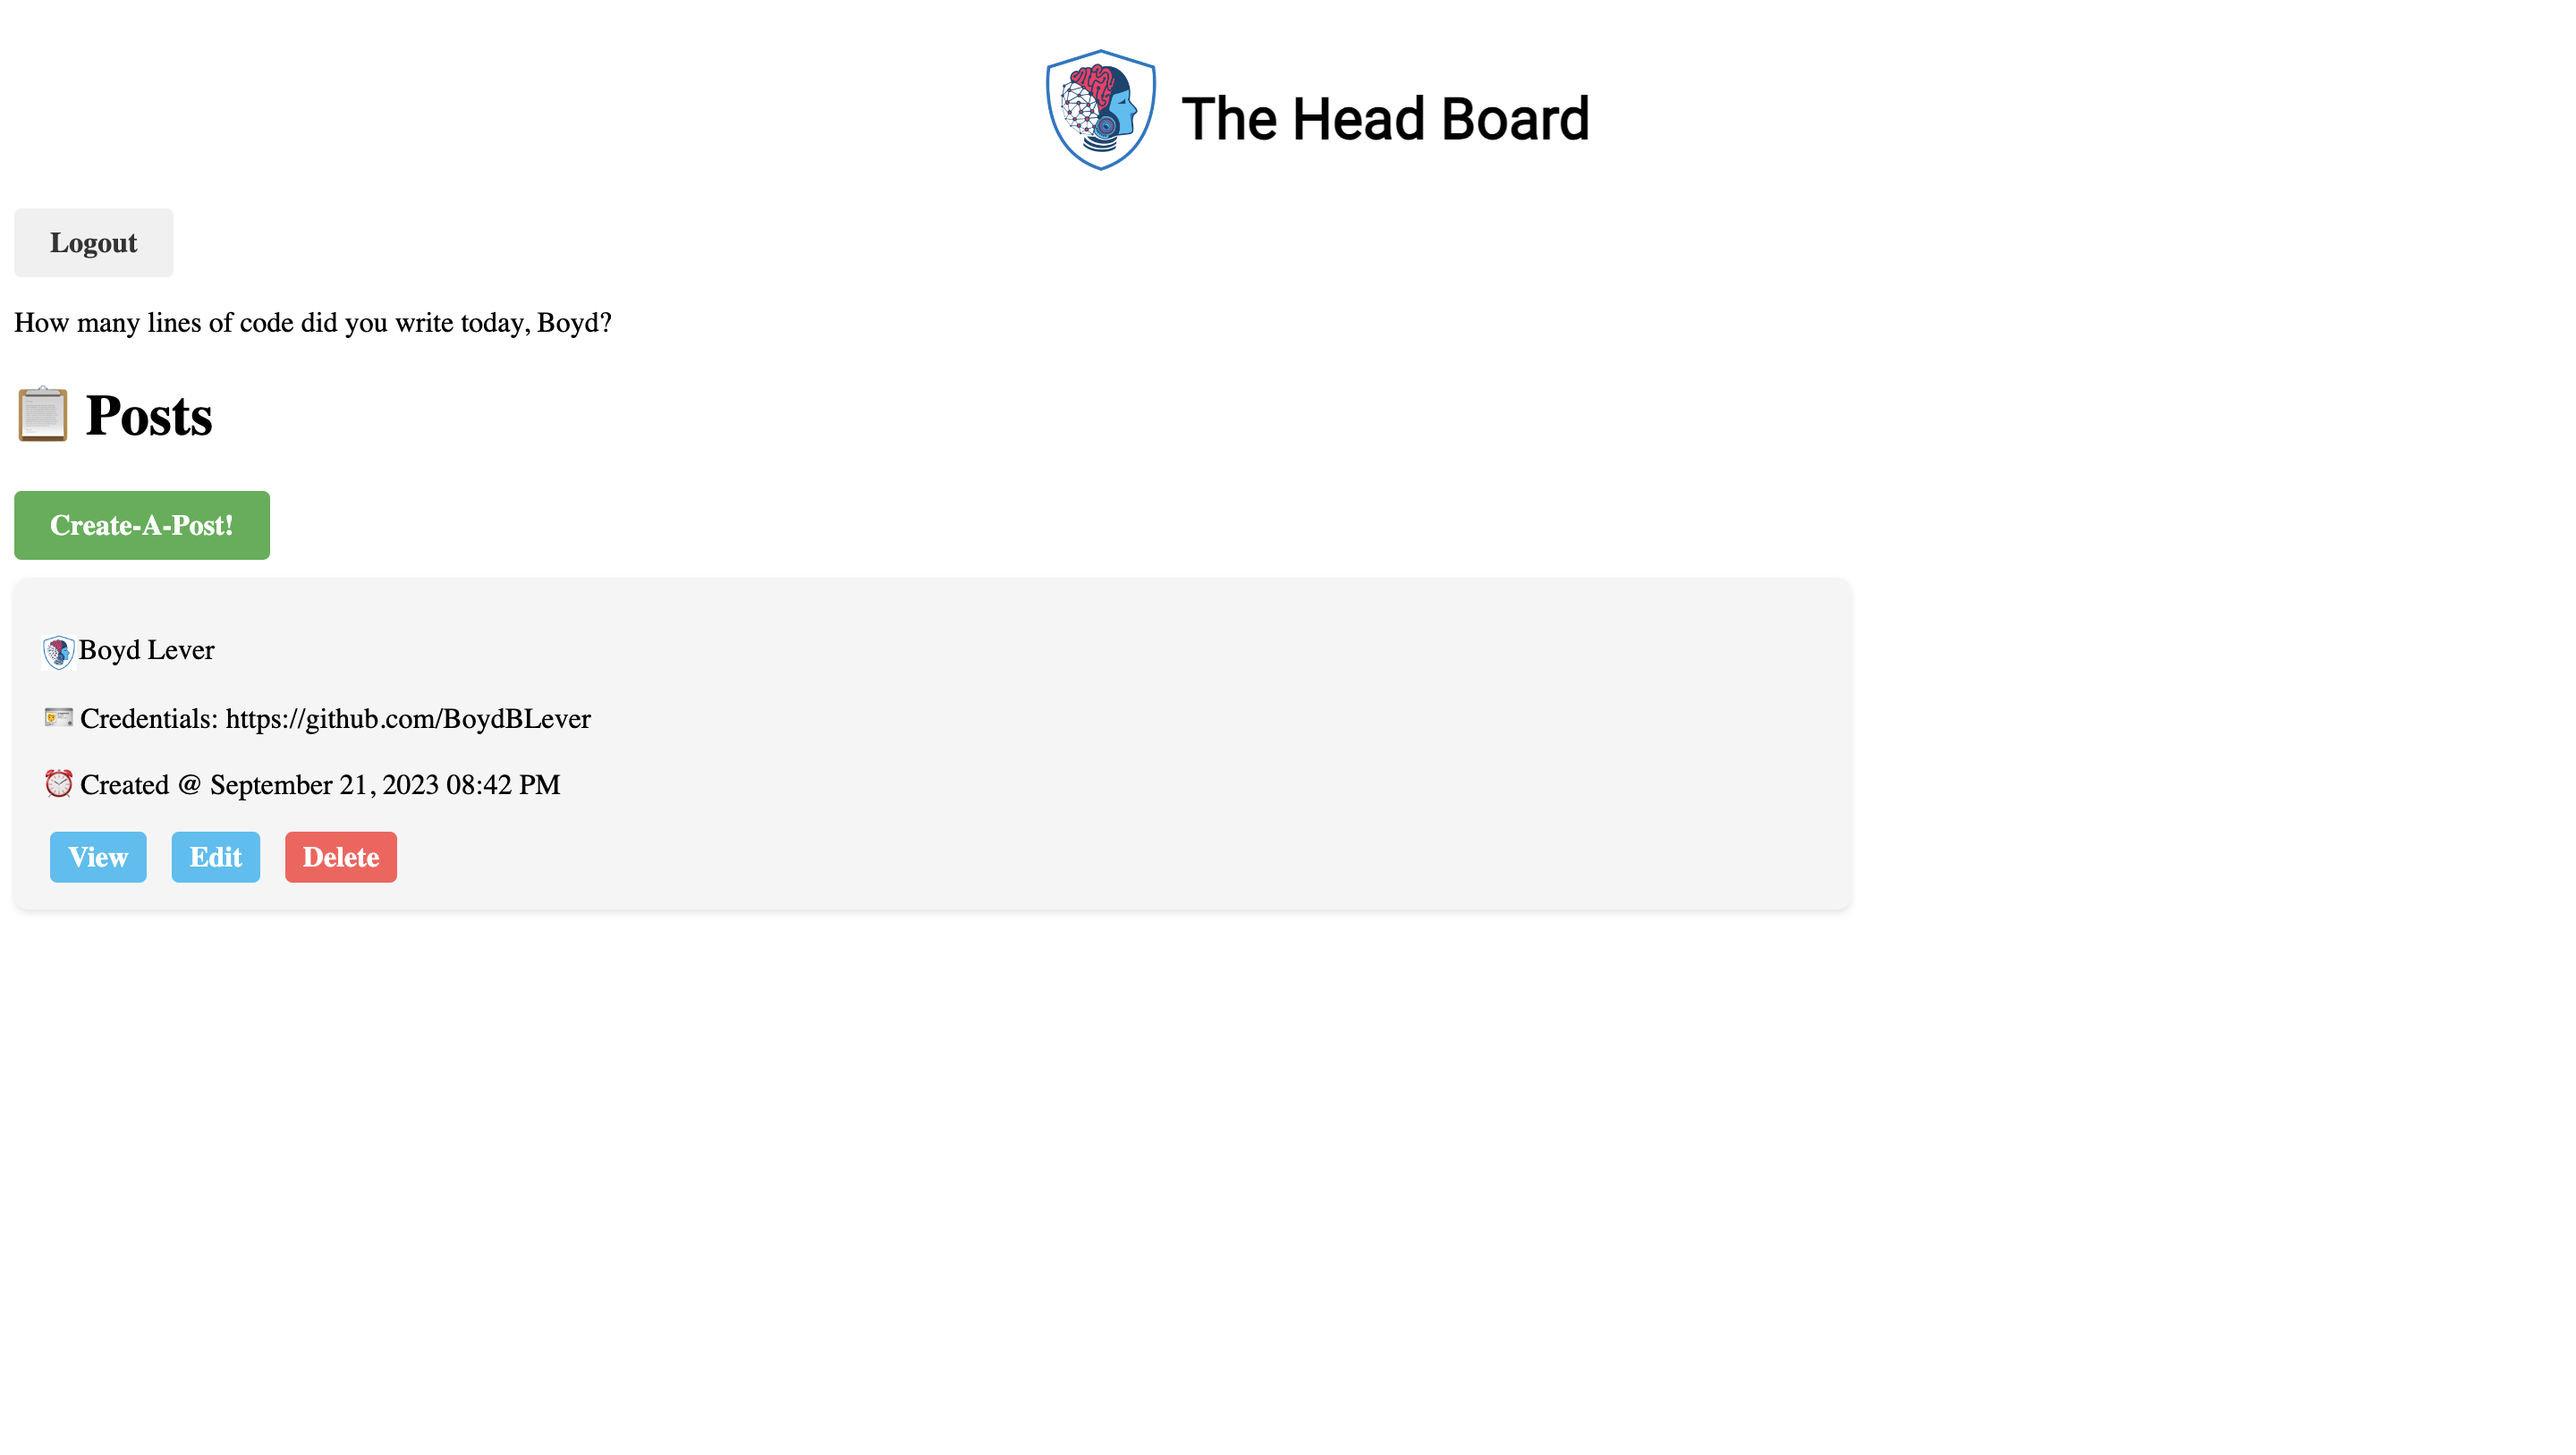 The Head Board
Logout
How many lines of code did you write today, Boyd?
Posts
Create-A-Post!
Boyd Lever
Credentials: https://github.com/BoydBLever
Created @ September 21, 2023 08:42 PM
View Edit Delete